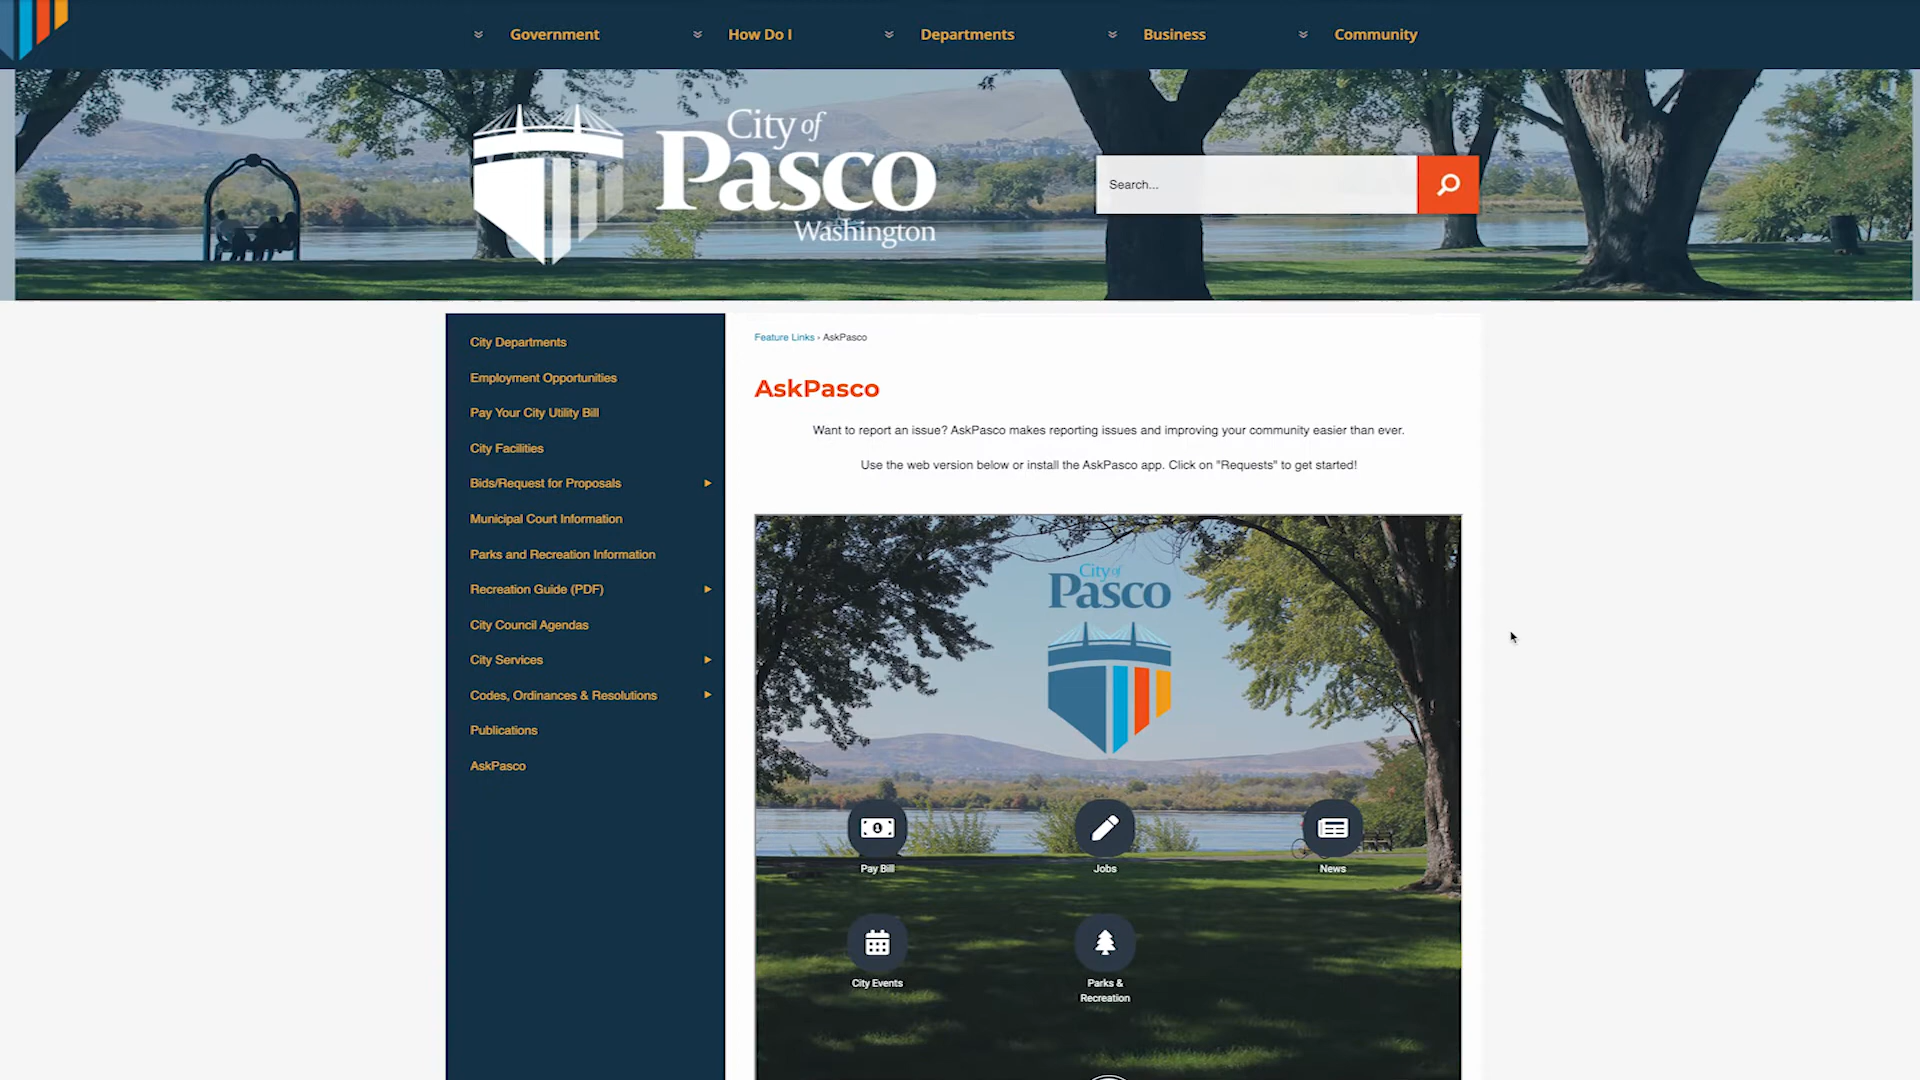 Government
How Do I
Departments
Business
Community
City of
Pasco
Washington
Search...
City Departments
Employment Opportunities
Pay Your City Utility Bill
City Facilities
Bids/Request for Proposals
Municipal Court Information
Parks and Recreation Information
Recreation Guide (PDF)
City Council Agendas
City Services
Codes, Ordinances & Resolutions
Publications
AskPasco
Feature Links › AskPasco
AskPasco
Want to report an issue? AskPasco makes reporting issues and improving your community easier than ever.
Use the web version below or install the AskPasco app. Click on "Requests" to get started!
City of
Pasco
Pay Bill
Jobs
News
City Events
Parks &
Recreation